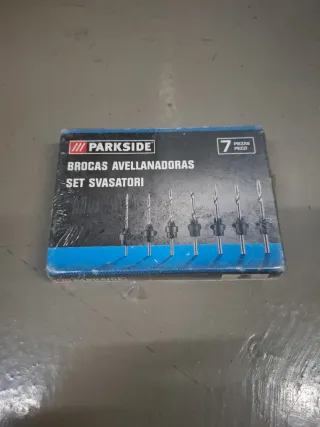 PARKSIDE
7 PIEZAS
PEZZI
BROCAS AVELLANADORAS
SET SVASATORI